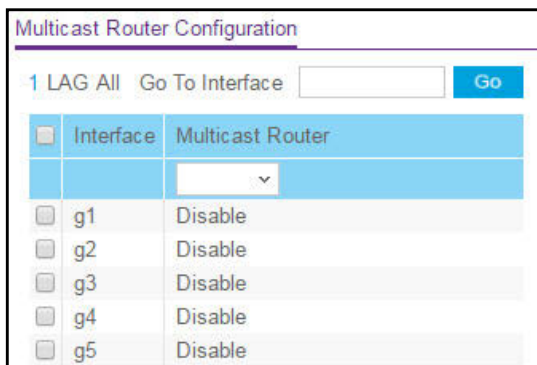 Multicast Router Configuration
1 LAG All Go To Interface Go
Interface Multicast Router
g1 Disable
g2 Disable
g3 Disable
g4 Disable
g5 Disable